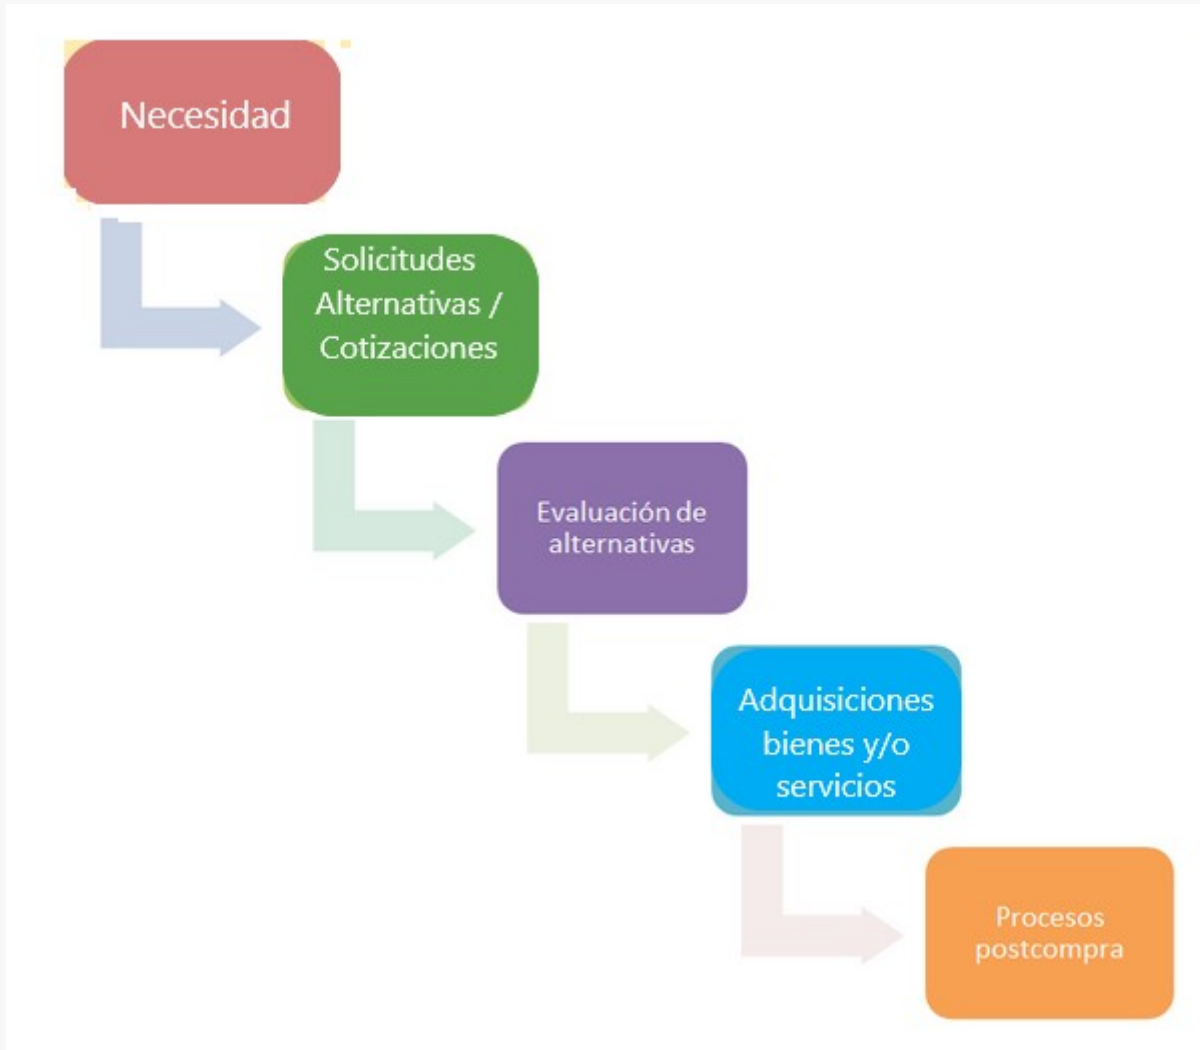 Necesidad
Solicitudes
Alternativas /
Cotizaciones
Evaluación de
alternativas
Adquisiciones
bienes y/o
servicios
Procesos
postcompra